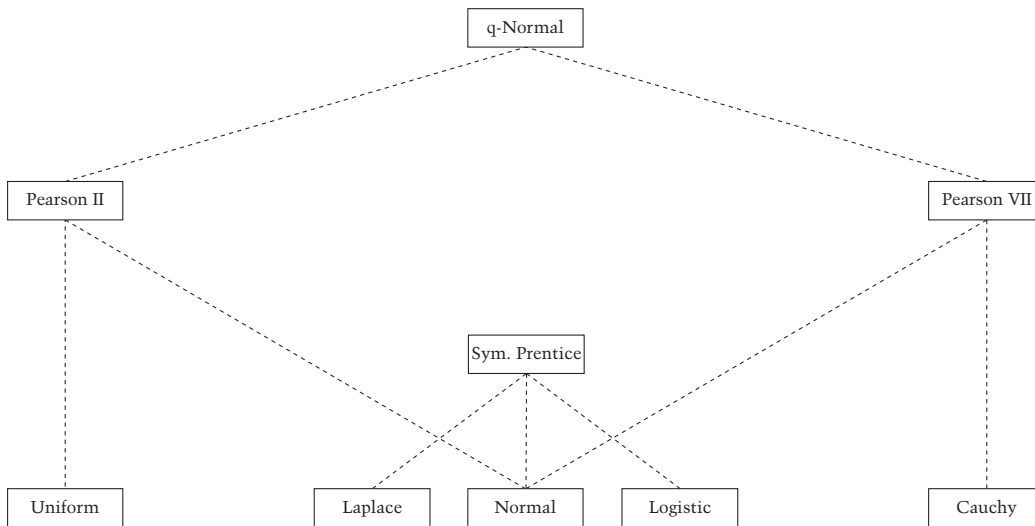 q-Normal
Pearson II
Pearson VII
Sym. Prentice
Uniform
Laplace
Normal
Logistic
Cauchy